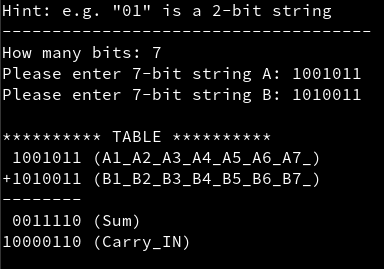 Hint: e.g. "01" is a 2-bit string
-------------------------------------
How many bits: 7
Please enter 7-bit string A: 1001011
Please enter 7-bit string B: 1010011

********** TABLE **********
 1001011 (A1_A2_A3_A4_A5_A6_A7_)
+1010011 (B1_B2_B3_B4_B5_B6_B7_)
--------
 0011110 (Sum)
10000110 (Carry_IN)